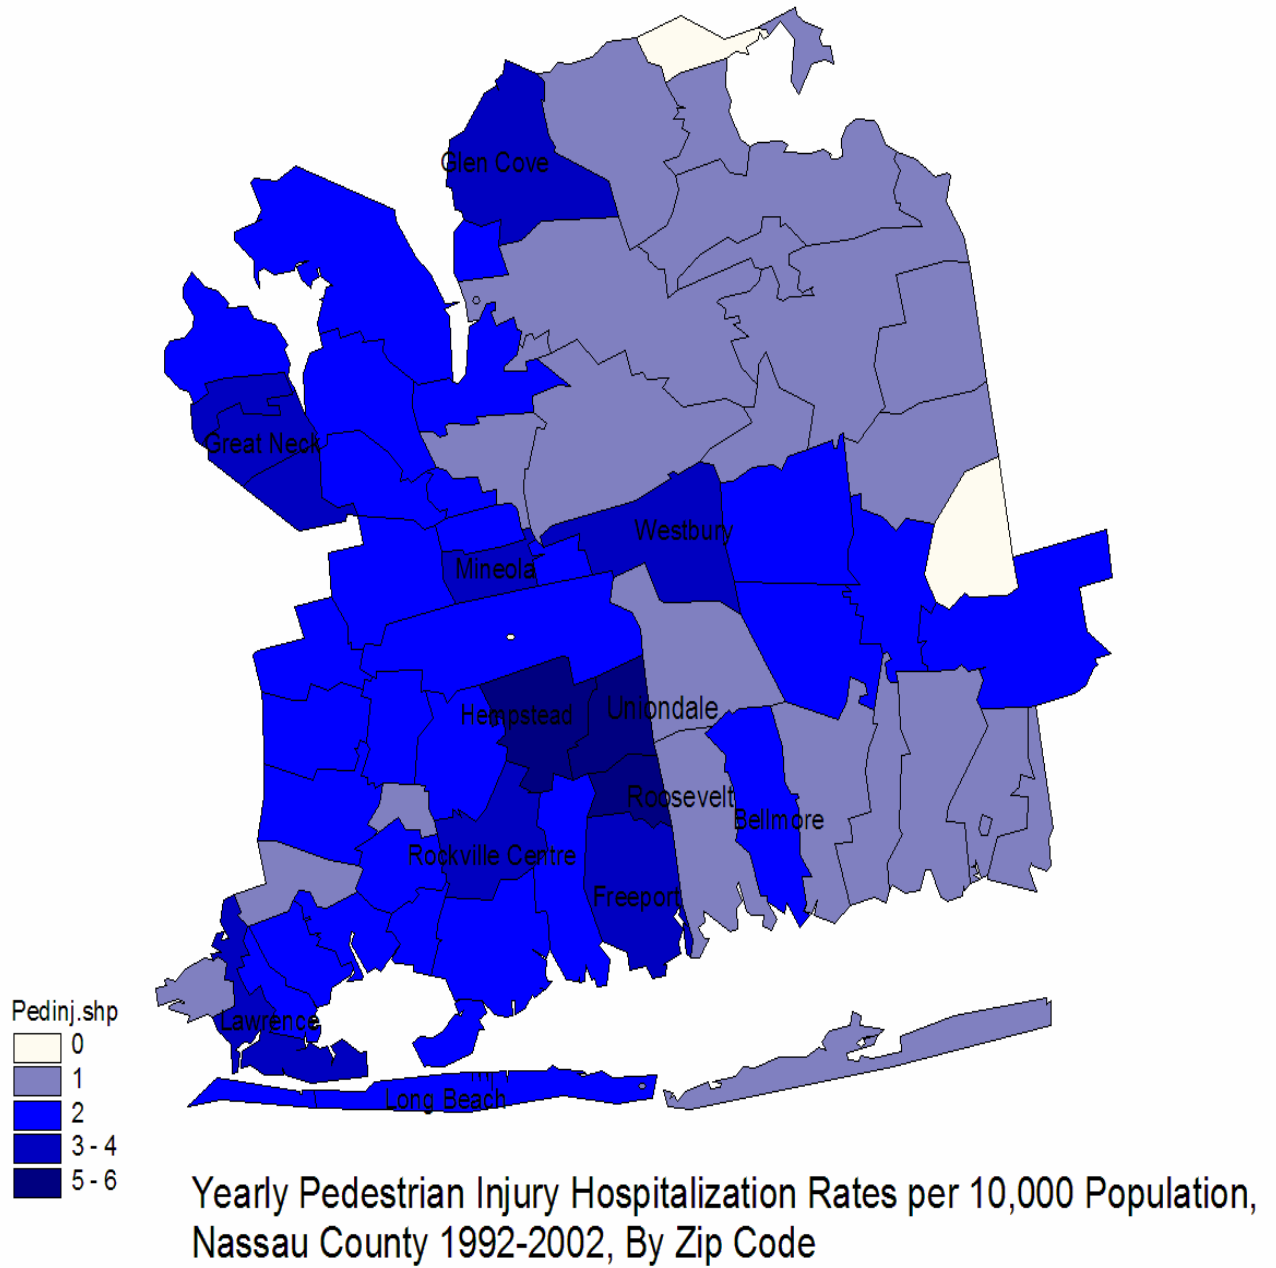 Glen Cove
Great Neck
Westbury
Mineola
Hempstead
Uniondale
Roosevelt
Bellmore
Rockville Centre
Freeport
Lawrence
Long Beach
Pedinj.shp
0
1
2
3 - 4
5 - 6
Yearly Pedestrian Injury Hospitalization Rates per 10,000 Population,
Nassau County 1992-2002, By Zip Code